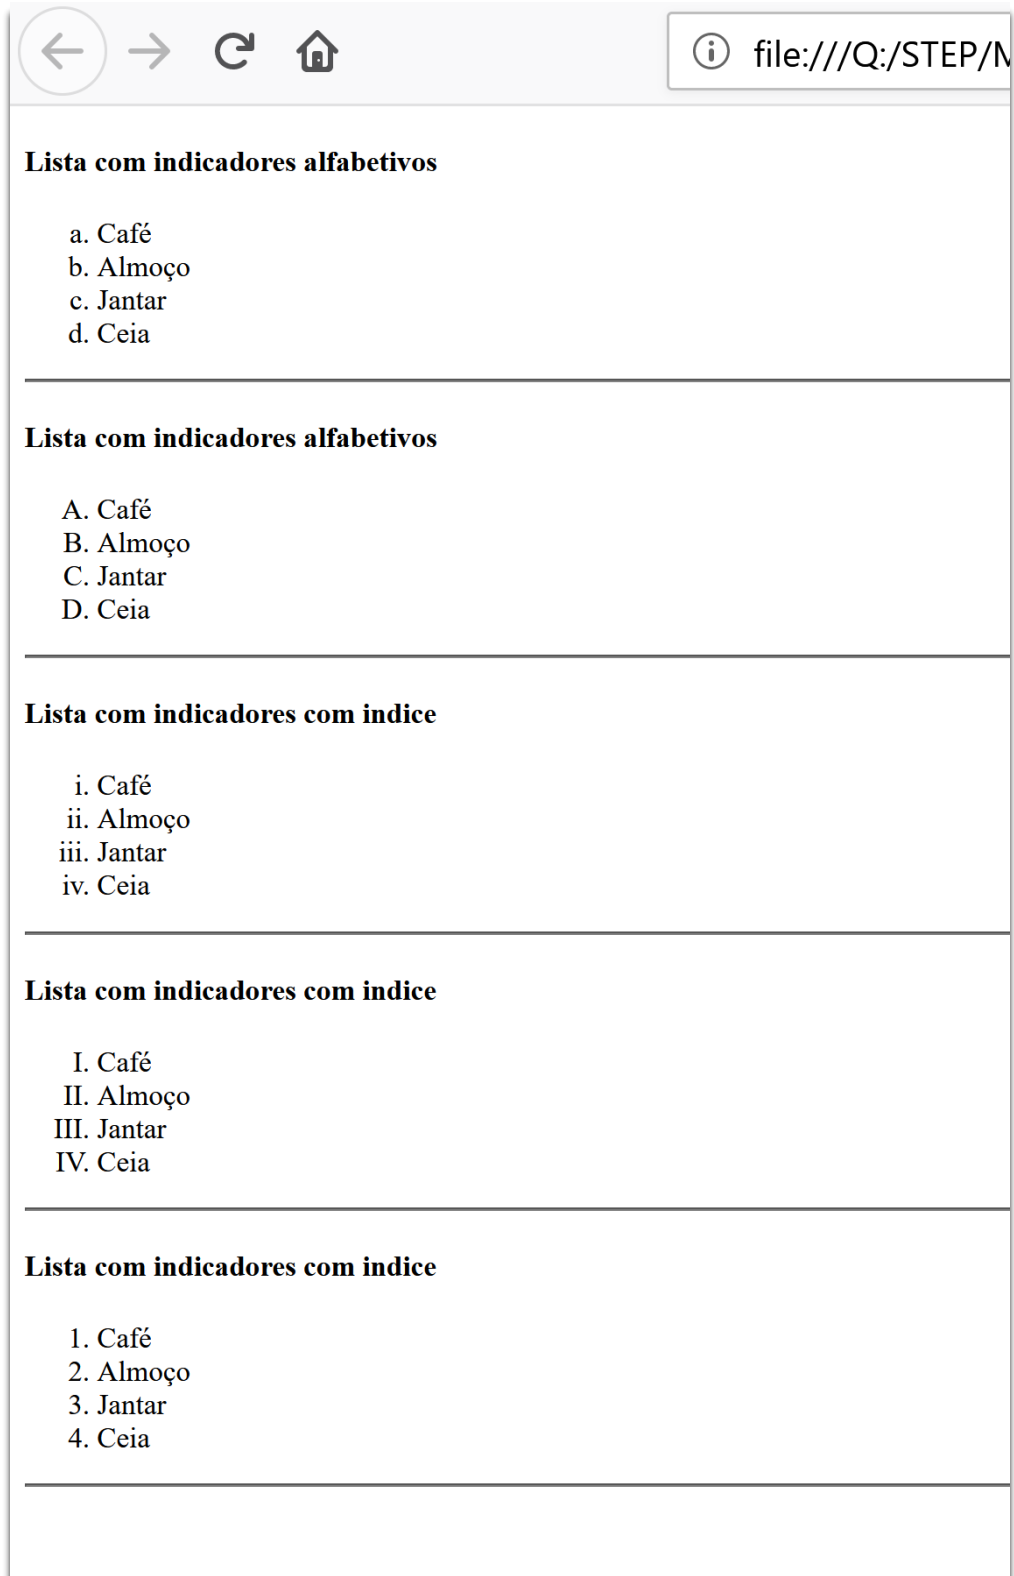 file:///Q:/STEP/M
Lista com indicadores alfabetivos
a. Café
b. Almoço
c. Jantar
d. Ceia
Lista com indicadores alfabetivos
A. Café
B. Almoço
C. Jantar
D. Ceia
Lista com indicadores com indice
i. Café
ii. Almoço
iii. Jantar
iv. Ceia
Lista com indicadores com indice
I. Café
II. Almoço
III. Jantar
IV. Ceia
Lista com indicadores com indice
1. Café
2. Almoço
3. Jantar
4. Ceia